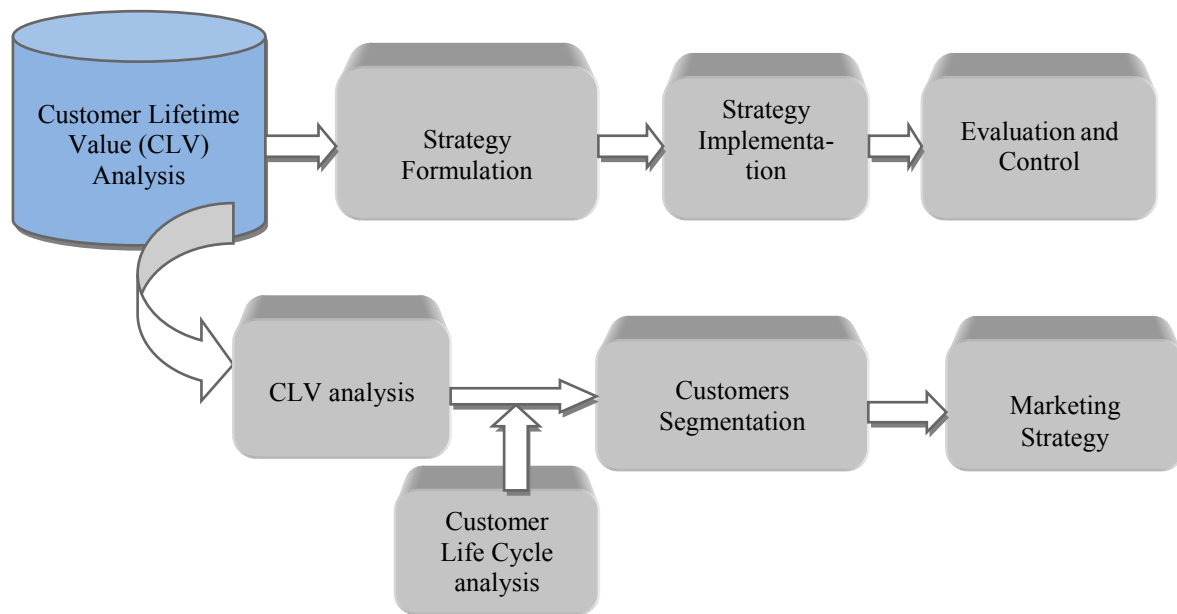 Customer Lifetime
Value (CLV)
Analysis
Strategy
Formulation
Strategy
Implementa-
tion
Evaluation and
Control
CLV analysis
Customer
Life Cycle
analysis
Customers
Segmentation
Marketing
Strategy